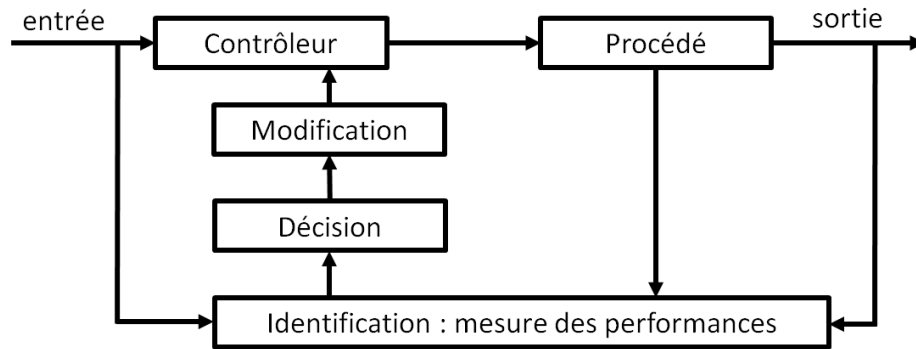 entrée
sortie
Contrôleur
Procédé
Modification
Décision
Identification : mesure des performances